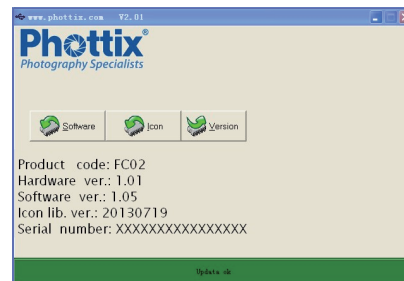 www.phottix.com V2.01
Phottix®
Photography Specialists
Software Icon Version
Product code: FC02
Hardware ver.: 1.01
Software ver.: 1.05
Icon lib. ver.: 20130719
Serial number: XXXXXXXXXXXXXXXX
Update ok